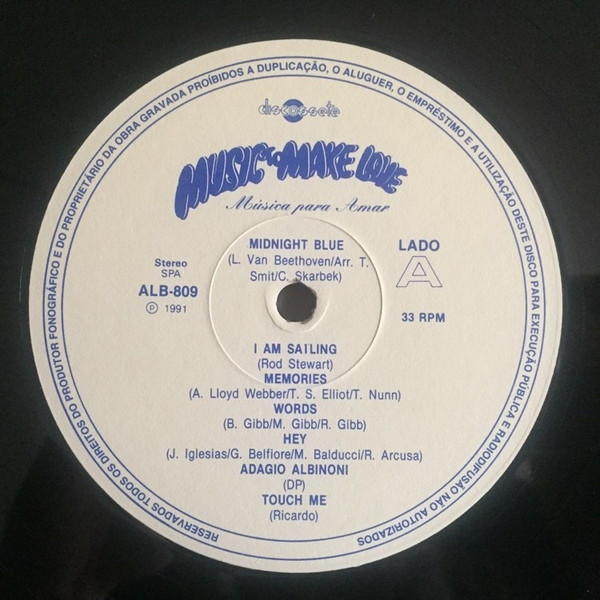 RESERVADOS TODOS OS DIREITOS DO PRODUTOR FONOGRÁFICO E DO PROPRIETÁRIO DA OBRA GRAVADA PROÍBIDOS A DUPLICAÇÃO, O ALUGUER, O EMPRÉSTIMO E A UTILIZAÇÃO DESTE DISCO PARA EXECUÇÃO PÚBLICA E RADIODIFUSÃO NÃO AUTORIZADOS
discossete
MUSIC TO MAKE LOVE
Música para Amar
MIDNIGHT BLUE
(L. Van Beethoven/Arr. T.
Smit/C. Skarbek)
LADO
A
33 RPM
Stereo
SPA
ALB-809
Ⓟ 1991
I AM SAILING
(Rod Stewart)
MEMORIES
(A. Lloyd Webber/T. S. Elliot/T. Nunn)
WORDS
(B. Gibb/M. Gibb/R. Gibb)
HEY
(J. Iglesias/G. Belfiore/M. Balducci/R. Arcusa)
ADAGIO ALBINONI
(DP)
TOUCH ME
(Ricardo)